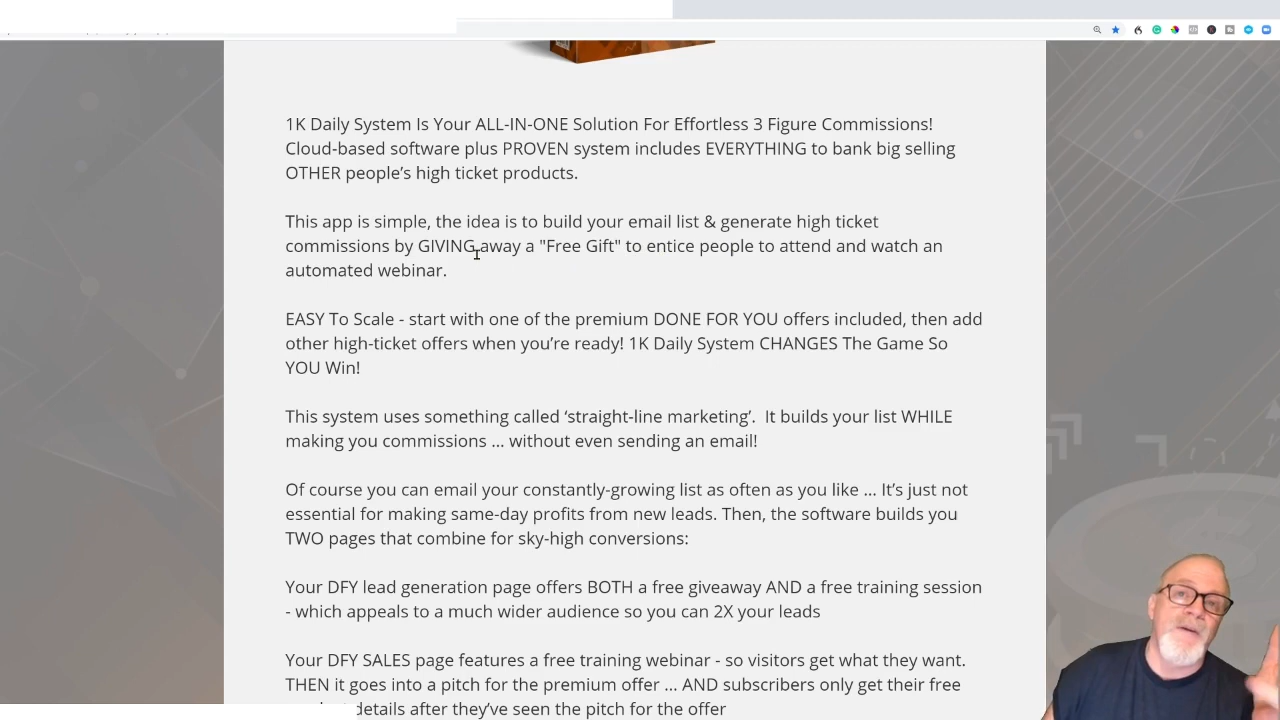 1K Daily System Is Your ALL-IN-ONE Solution For Effortless 3 Figure Commissions!
Cloud-based software plus PROVEN system includes EVERYTHING to bank big selling
OTHER people’s high ticket products.
This app is simple, the idea is to build your email list & generate high ticket
commissions by GIVING away a "Free Gift" to entice people to attend and watch an
automated webinar.
EASY To Scale - start with one of the premium DONE FOR YOU offers included, then add
other high-ticket offers when you’re ready! 1K Daily System CHANGES The Game So
YOU Win!
This system uses something called ‘straight-line marketing’.  It builds your list WHILE
making you commissions ... without even sending an email!
Of course you can email your constantly-growing list as often as you like ... It’s just not
essential for making same-day profits from new leads. Then, the software builds you
TWO pages that combine for sky-high conversions:
Your DFY lead generation page offers BOTH a free giveaway AND a free training session
- which appeals to a much wider audience so you can 2X your leads
Your DFY SALES page features a free training webinar - so visitors get what they want.
THEN it goes into a pitch for the premium offer ... AND subscribers only get their free
details after they’ve seen the pitch for the offer